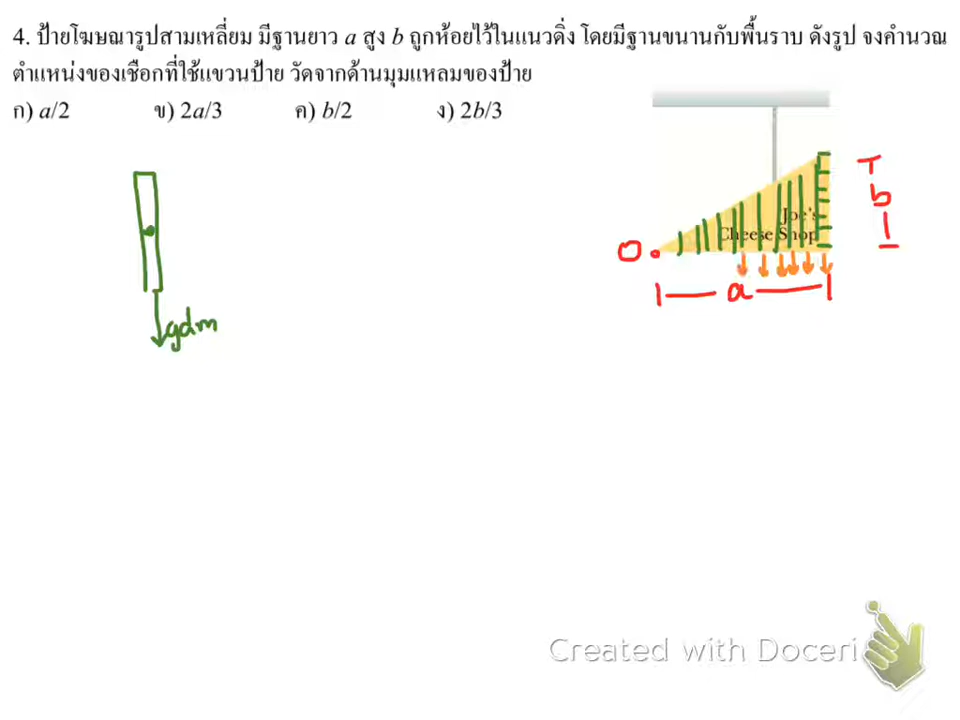 4. ป้ายโฆษณารูปสามเหลี่ยม มีฐานยาว a สูง b ถูกห้อยไว้ในแนวดิ่ง โดยมีฐานขนานกับพื้นราบ ดังรูป จงคำนวณ
ตำแหน่งของเชือกที่ใช้แขวนป้าย วัดจากด้านมุมแหลมของป้าย
ก) a/2 ข) 2a/3 ค) b/2 ง) 2b/3
b
Joe's
Cheese Shop
O
a
gdm
Created with Doceri